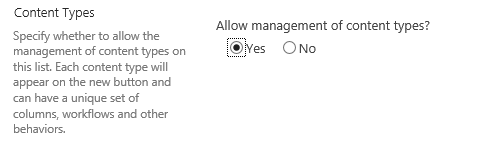 Content Types
Specify whether to allow the
management of content types on
this list. Each content type will
appear on the new button and
can have a unique set of
columns, workflows and other
behaviors.
Allow management of content types?
Yes No